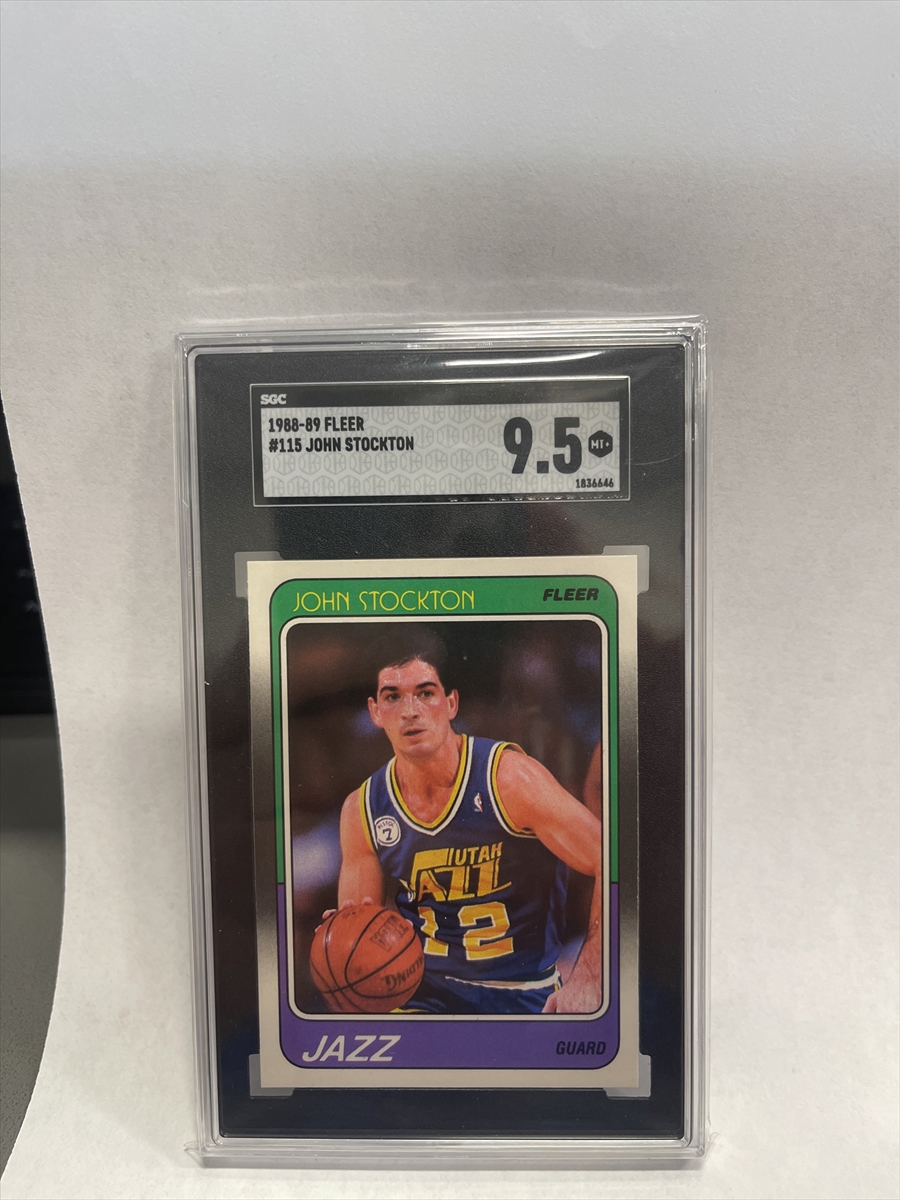 SGC
1988-89 FLEER
#115 JOHN STOCKTON
9.5
MT+
1836646
JOHN STOCKTON
FLEER
7
UTAH
JAZZ
12
JAZZ
GUARD